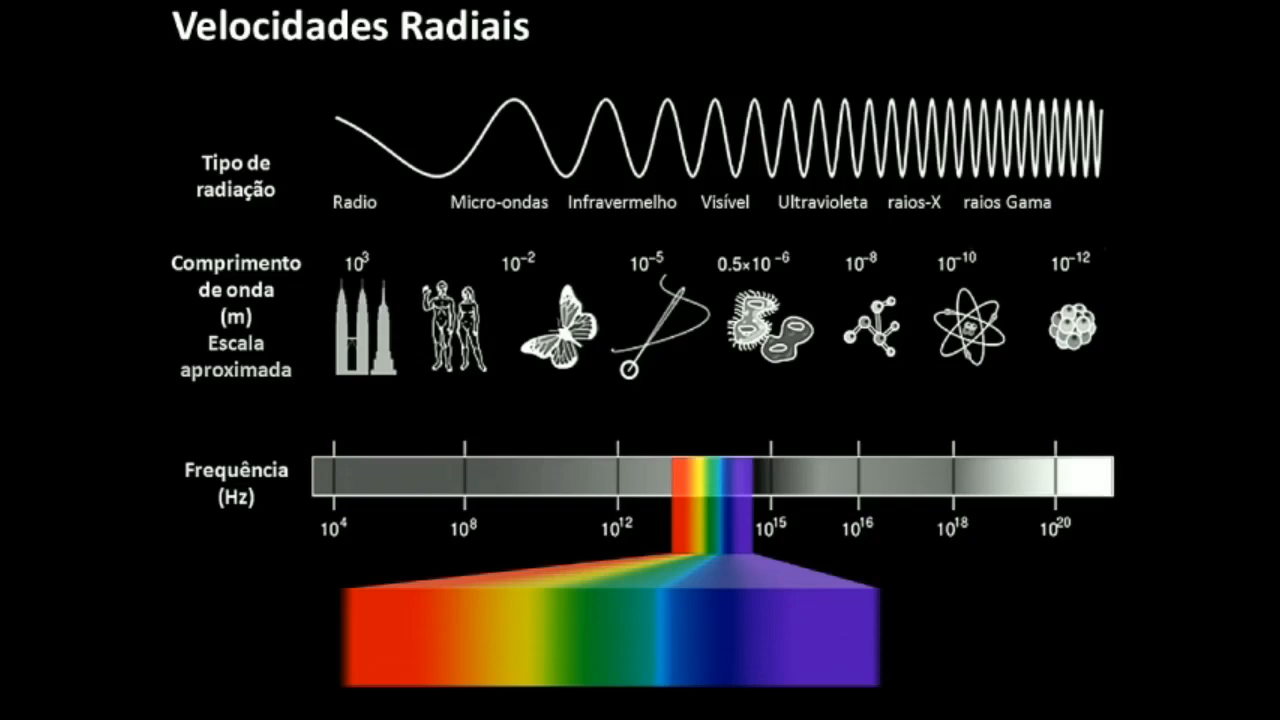 Velocidades Radiais
Tipo de
radiação
Radio Micro-ondas Infravermelho Visível Ultravioleta raios-X raios Gama
Comprimento
de onda
(m)
Escala
aproximada
10³ 10⁻² 10⁻⁵ 0.5×10⁻⁶ 10⁻⁸ 10⁻¹⁰ 10⁻¹²
Frequência
(Hz)
10⁴ 10⁸ 10¹² 10¹⁵ 10¹⁶ 10¹⁸ 10²⁰